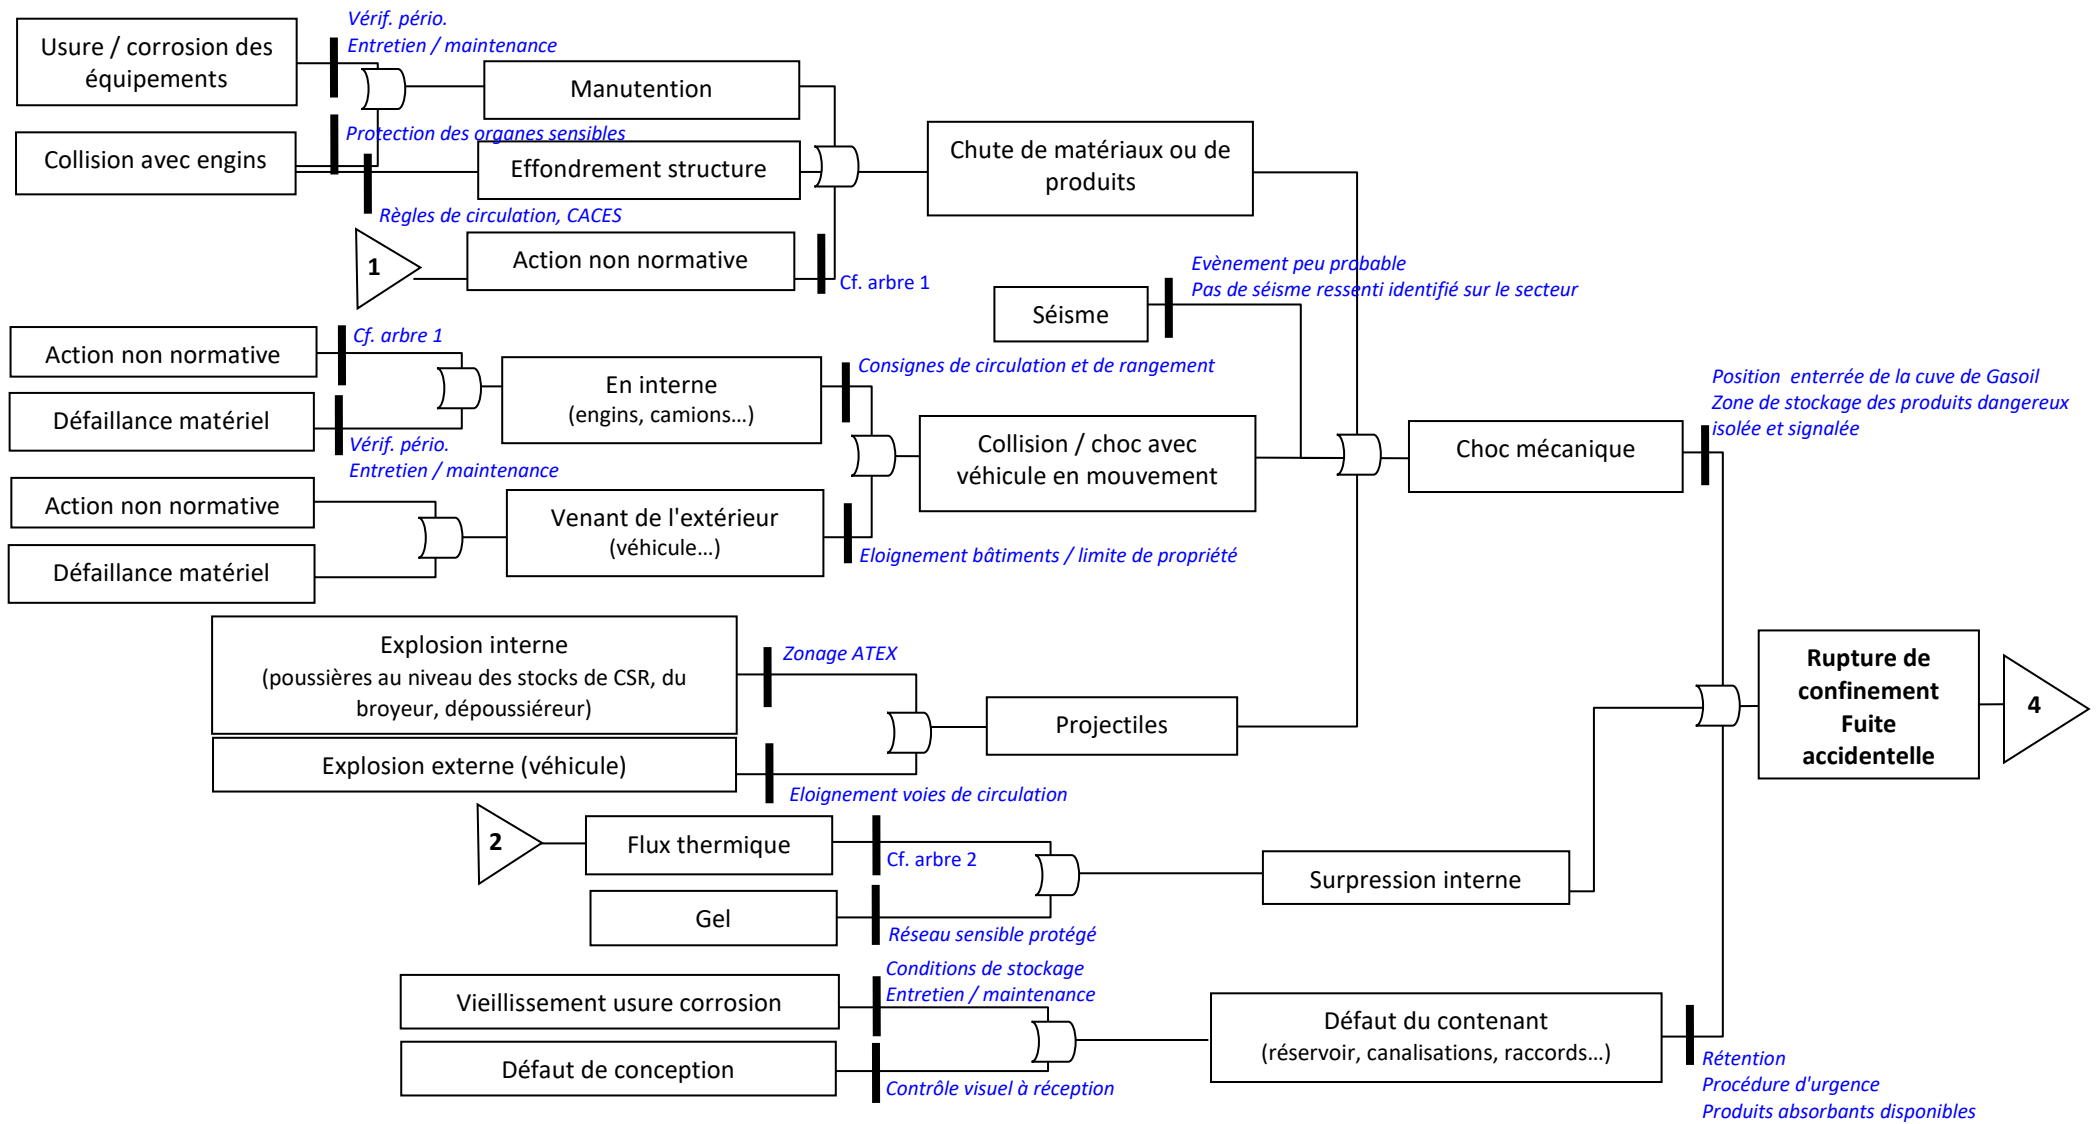 Vérif. pério.
Entretien / maintenance
Usure / corrosion des
équipements
Manutention
Protection des organes sensibles
Collision avec engins
Effondrement structure
Chute de matériaux ou de
produits
Règles de circulation, CACES
1
Action non normative
Cf. arbre 1
Evènement peu probable
Pas de séisme ressenti identifié sur le secteur
Séisme
Action non normative
Cf. arbre 1
Défaillance matériel
Vérif. pério.
Entretien / maintenance
En interne
(engins, camions…)
Consignes de circulation et de rangement
Collision / choc avec
véhicule en mouvement
Choc mécanique
Position  enterrée de la cuve de Gasoil
Zone de stockage des produits dangereux
isolée et signalée
Action non normative
Défaillance matériel
Venant de l'extérieur
(véhicule…)
Eloignement bâtiments / limite de propriété
Explosion interne
(poussières au niveau des stocks de CSR, du
broyeur, dépoussiéreur)
Zonage ATEX
Explosion externe (véhicule)
Eloignement voies de circulation
Projectiles
Rupture de
confinement
Fuite
accidentelle
4
2
Flux thermique
Cf. arbre 2
Gel
Réseau sensible protégé
Surpression interne
Conditions de stockage
Entretien / maintenance
Vieillissement usure corrosion
Défaut de conception
Contrôle visuel à réception
Défaut du contenant
(réservoir, canalisations, raccords…)
Rétention
Procédure d'urgence
Produits absorbants disponibles